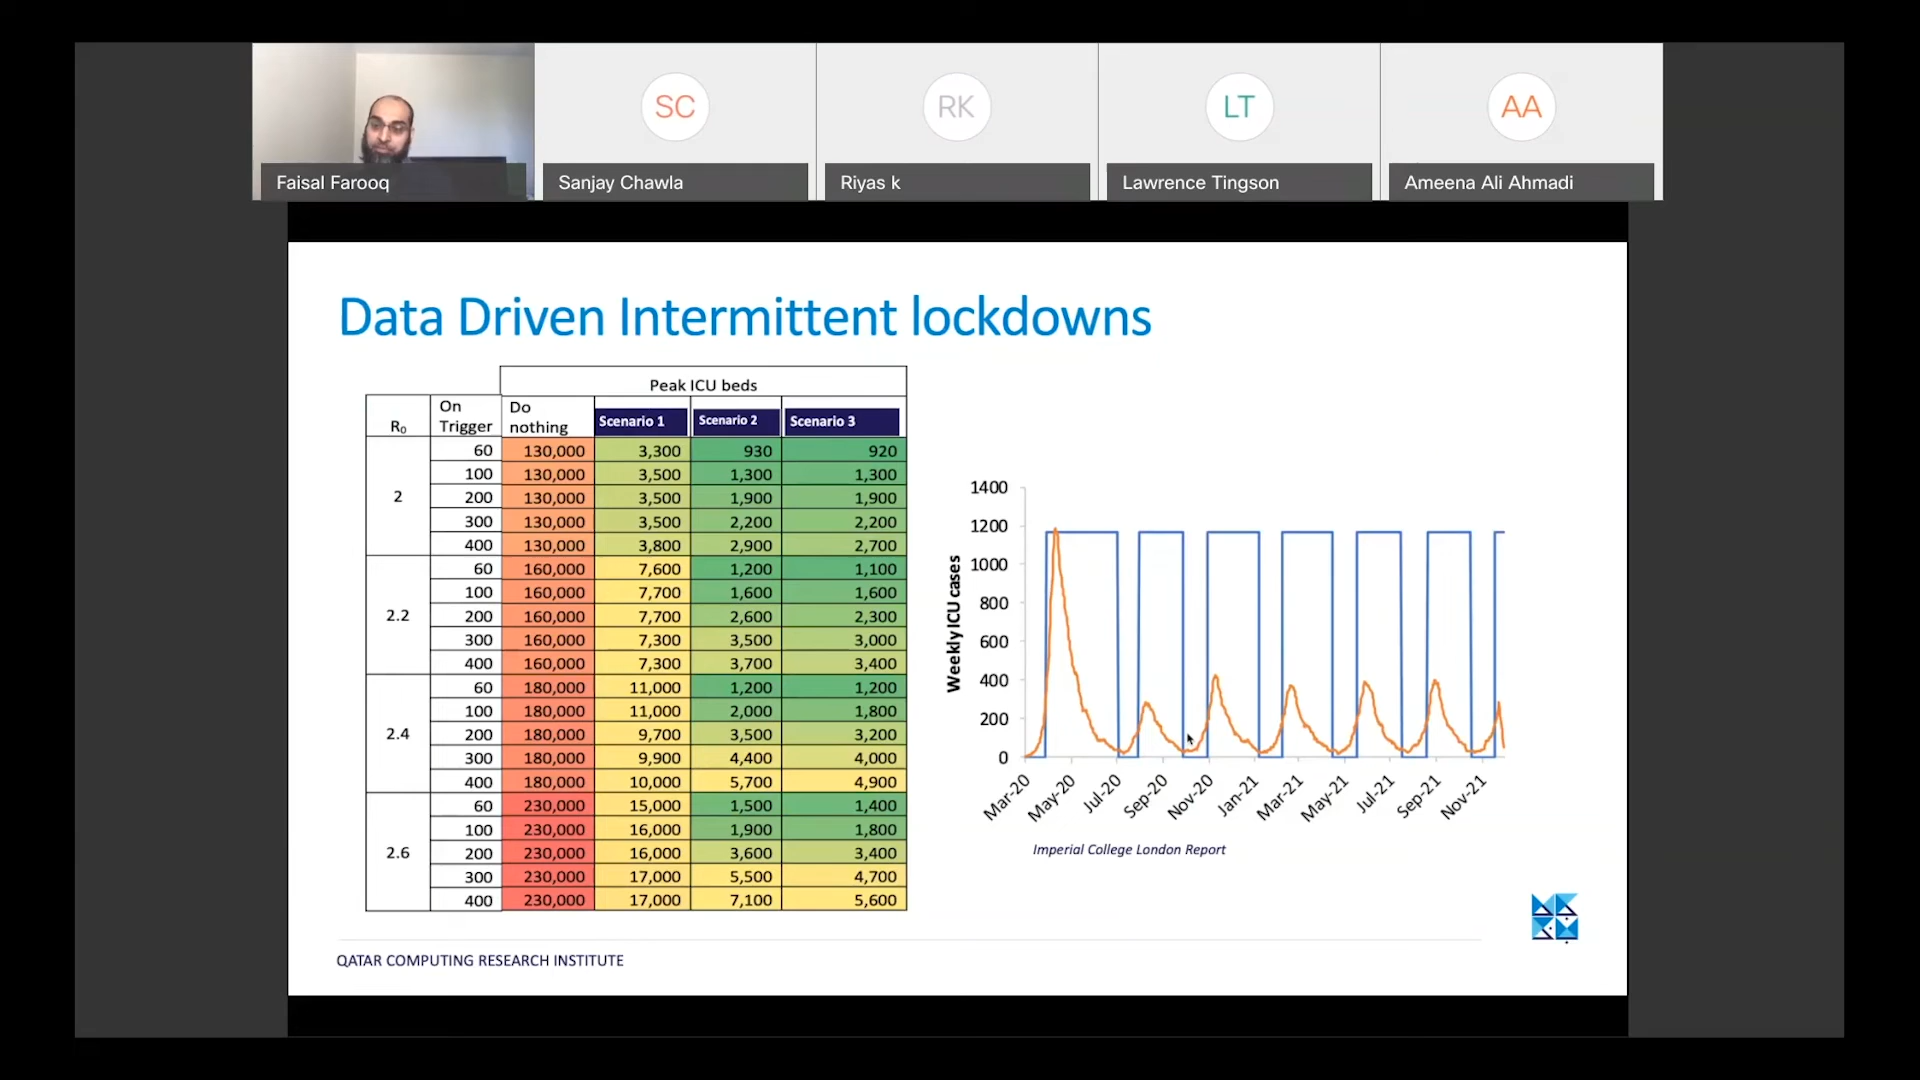 SC
RK
LT
AA
Faisal Farooq
Sanjay Chawla
Riyas k
Lawrence Tingson
Ameena Ali Ahmadi
Data Driven Intermittent lockdowns
Peak ICU beds
R₀ On Trigger Do nothing Scenario 1 Scenario 2 Scenario 3
2
60 130,000 3,300 930 920
100 130,000 3,500 1,300 1,300
200 130,000 3,500 1,900 1,900
300 130,000 3,500 2,200 2,200
400 130,000 3,800 2,900 2,700
2.2
60 160,000 7,600 1,200 1,100
100 160,000 7,700 1,600 1,600
200 160,000 7,700 2,600 2,300
300 160,000 7,300 3,500 3,000
400 160,000 7,300 3,700 3,400
2.4
60 180,000 11,000 1,200 1,200
100 180,000 11,000 2,000 1,800
200 180,000 9,700 3,500 3,200
300 180,000 9,900 4,400 4,000
400 180,000 10,000 5,700 4,900
2.6
60 230,000 15,000 1,500 1,400
100 230,000 16,000 1,900 1,800
200 230,000 16,000 3,600 3,400
300 230,000 17,000 5,500 4,700
400 230,000 17,000 7,100 5,600
Weekly ICU cases
1400
1200
1000
800
600
400
200
0
Mar-20 May-20 Jul-20 Sep-20 Nov-20 Jan-21 Mar-21 May-21 Jul-21 Sep-21 Nov-21
Imperial College London Report
QATAR COMPUTING RESEARCH INSTITUTE